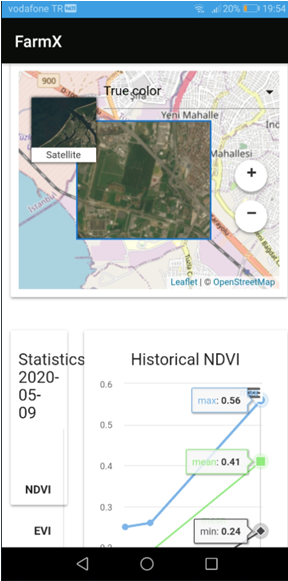 vodafone TR 20% 19:54
FarmX
900
True color
Şifa
Yeni Mahalle
Satellite
Mahallesi
+
−
İstanbul
Leaflet | © OpenStreetMap
Statistics
2020-
05-
09
Historical NDVI
0.6
max: 0.56
0.5
mean: 0.41
0.4
0.3
min: 0.24
0.2
NDVI
EVI